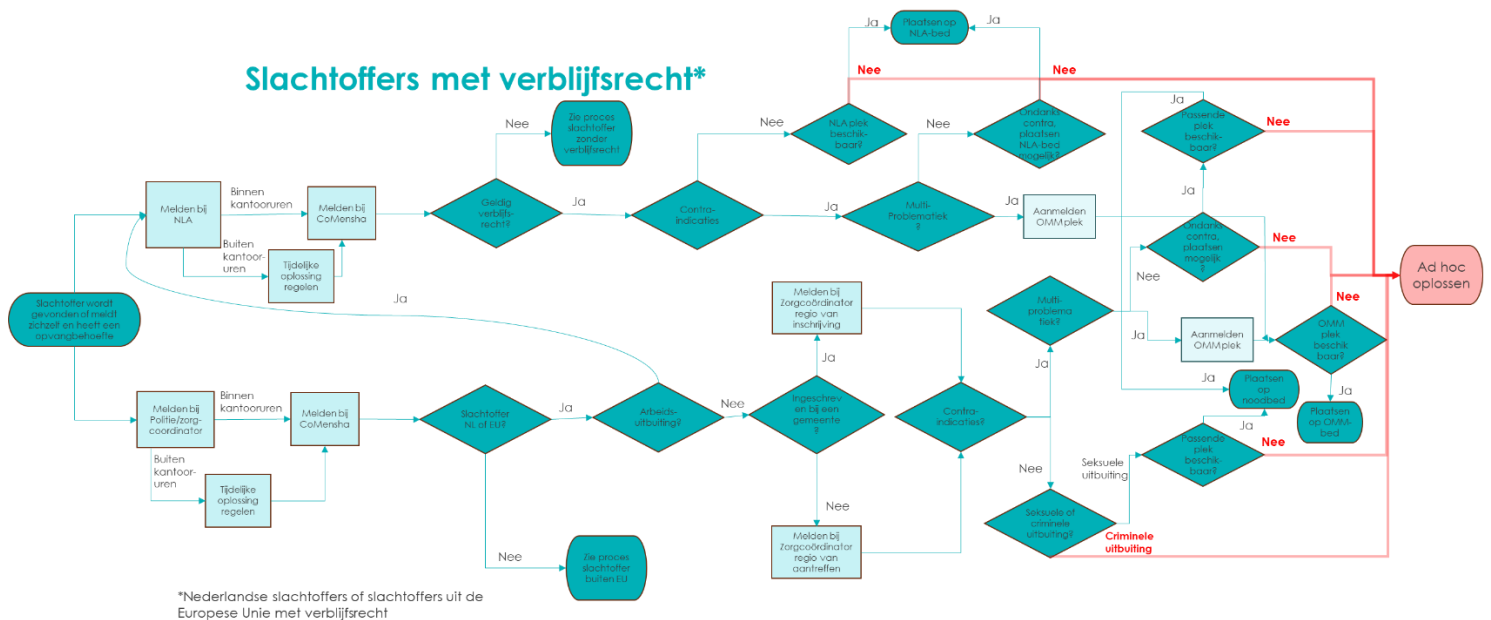 Slachtoffers met verblijfsrecht*
Slachtoffer wordt
gevonden of meldt
zichzelf en heeft een
opvangbehoefte
Melden bij
NLA
Binnen
kantooruren
Buiten
kantoor-
uren
Tijdelijke
oplossing
regelen
Melden bij
CoMensha
Geldig
verblijfs-
recht?
Nee
Zie proces
slachtoffer
zonder
verblijfsrecht
Ja
Contra-
indicaties
Nee
NLA plek
beschik-
baar?
Ja
Plaatsen op
NLA-bed
Ja
Nee
Nee
Ja
Multi-
Problematiek
?
Nee
Ondanks
contra,
plaatsen
NLA-bed
mogelijk?
Ja
Aanmelden
OMM plek
Melden bij
Politie/zorg-
coordinator
Binnen
kantooruren
Buiten
kantoor-
uren
Tijdelijke
oplossing
regelen
Melden bij
CoMensha
Slachtoffer
NL of EU?
Nee
Zie proces
slachtoffer
buiten EU
Ja
Arbeids-
uitbuiting?
Ja
Nee
Ingeschrev
en bij een
gemeente
?
Ja
Melden bij
Zorgcoördinator
regio van
inschrijving
Nee
Melden bij
Zorgcoördinator
regio van
aantreffen
Contra-
indicaties?
Ja
Multi-
problema
tiek?
Nee
Ondanks
contra,
plaatsen
mogelijk
?
Ja
Passende
plek
beschik-
baar?
Ja
Nee
Nee
Ja
Aanmelden
OMM plek
OMM
plek
beschik
baar?
Nee
Ja
Plaatsen
op OMM-
bed
Nee
Seksuele of
criminele
uitbuiting?
Seksuele
uitbuiting
Criminele
uitbuiting
Passende
plek
beschik-
baar?
Ja
Ja
Plaatsen
op
noodbed
Nee
Ad hoc
oplossen
*Nederlandse slachtoffers of slachtoffers uit de
Europese Unie met verblijfsrecht